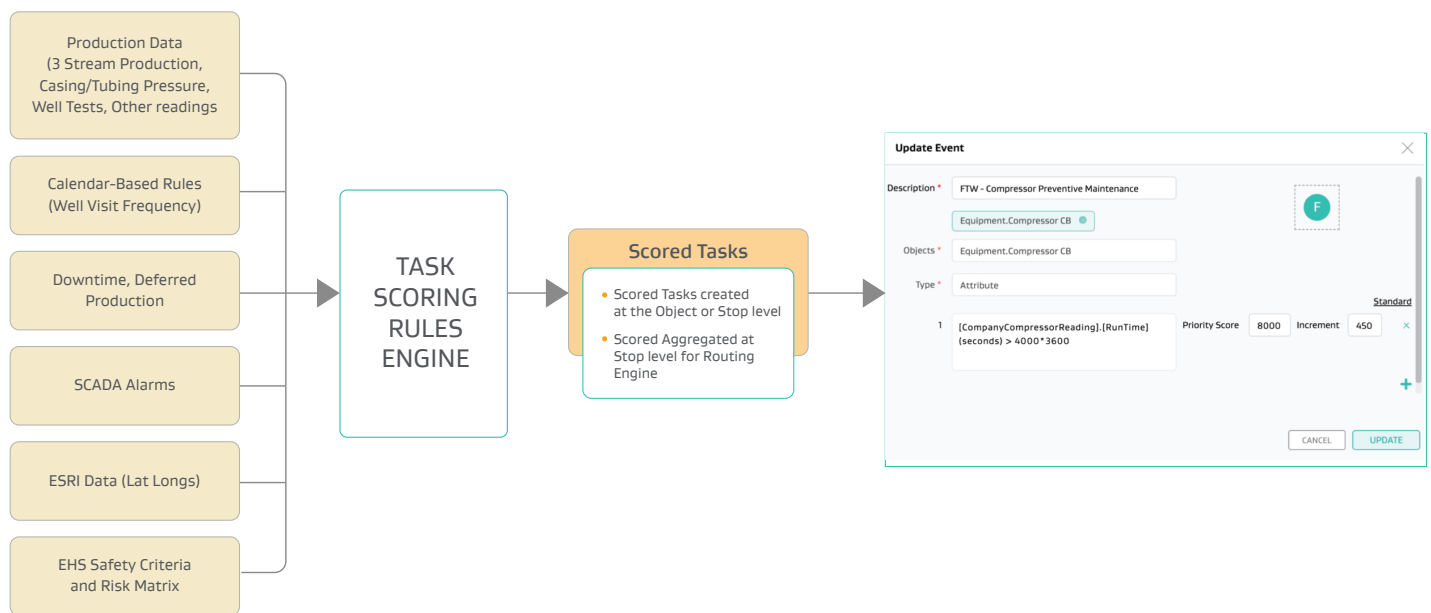 Production Data
(3 Stream Production,
Casing/Tubing Pressure,
Well Tests, Other readings
Calendar-Based Rules
(Well Visit Frequency)
Downtime, Deferred
Production
SCADA Alarms
ESRI Data (Lat Longs)
EHS Safety Criteria
and Risk Matrix
TASK
SCORING
RULES
ENGINE
Scored Tasks
• Scored Tasks created
at the Object or Stop level
• Scored Aggregated at
Stop level for Routing
Engine
Update Event
Description * FTW - Compressor Preventive Maintenance
F
Equipment.Compressor CB
Objects * Equipment.Compressor CB
Type * Attribute
Standard
1 [CompanyCompressorReading].[RunTime] Priority Score 8000 Increment 450 ×
(seconds) > 4000*3600
+
CANCEL UPDATE